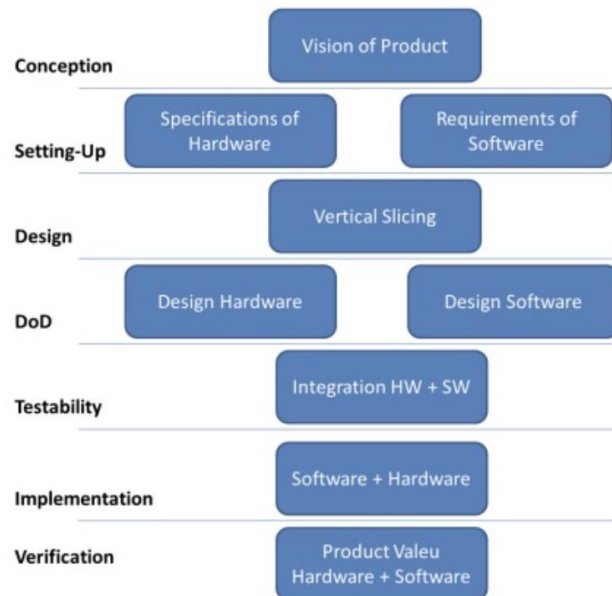 Vision of Product
Conception
Specifications of
Hardware
Requirements of
Software
Setting-Up
Vertical Slicing
Design
Design Hardware
Design Software
DoD
Integration HW + SW
Testability
Software + Hardware
Implementation
Verification
Product Valeu
Hardware + Software